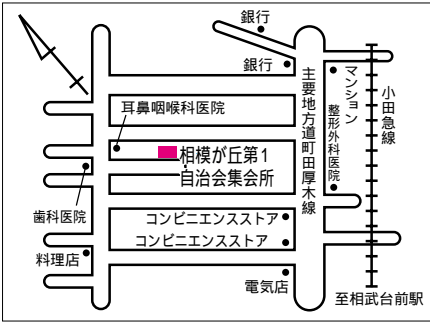 銀行
銀行
耳鼻咽喉科医院
相模が丘第1
自治会集会所
歯科医院
料理店
コンビニエンスストア
コンビニエンスストア
電気店
主要地方道町田厚木線
マンション
整形外科医院
小田急線
至相武台前駅